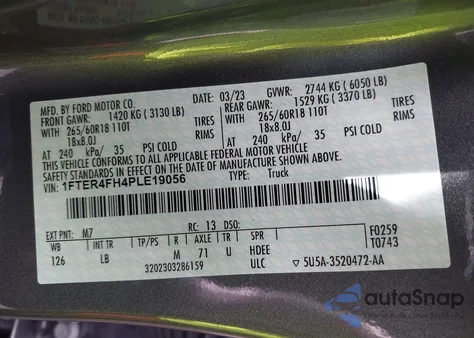 MFD. BY FORD MOTOR CO.
03/23 GVWR: 2744 KG (6050 LB)
FRONT GAWR: 1420 KG (3130 LB) REAR GAWR: 1529 KG (3370 LB)
WITH 265/60R18 110T TIRES WITH 265/60R18 110T TIRES
18x8.0J RIMS 18x8.0J RIMS
AT 240 kPa/ 35 PSI COLD AT 240 kPa/ 35 PSI COLD
THIS VEHICLE CONFORMS TO ALL APPLICABLE FEDERAL MOTOR VEHICLE
SAFETY STANDARDS IN EFFECT ON THE DATE OF MANUFACTURE SHOWN ABOVE.
VIN: 1FTER4FH4PLE19056 TYPE: Truck
EXT PNT: M7 RC: 13 DSO: F0259
WB INT TR TP/PS R AXLE TR SPR T0743
126 LB M 71 U HDEE
3202303286159 ULC 5U5A-3520472-AA
autoSnap